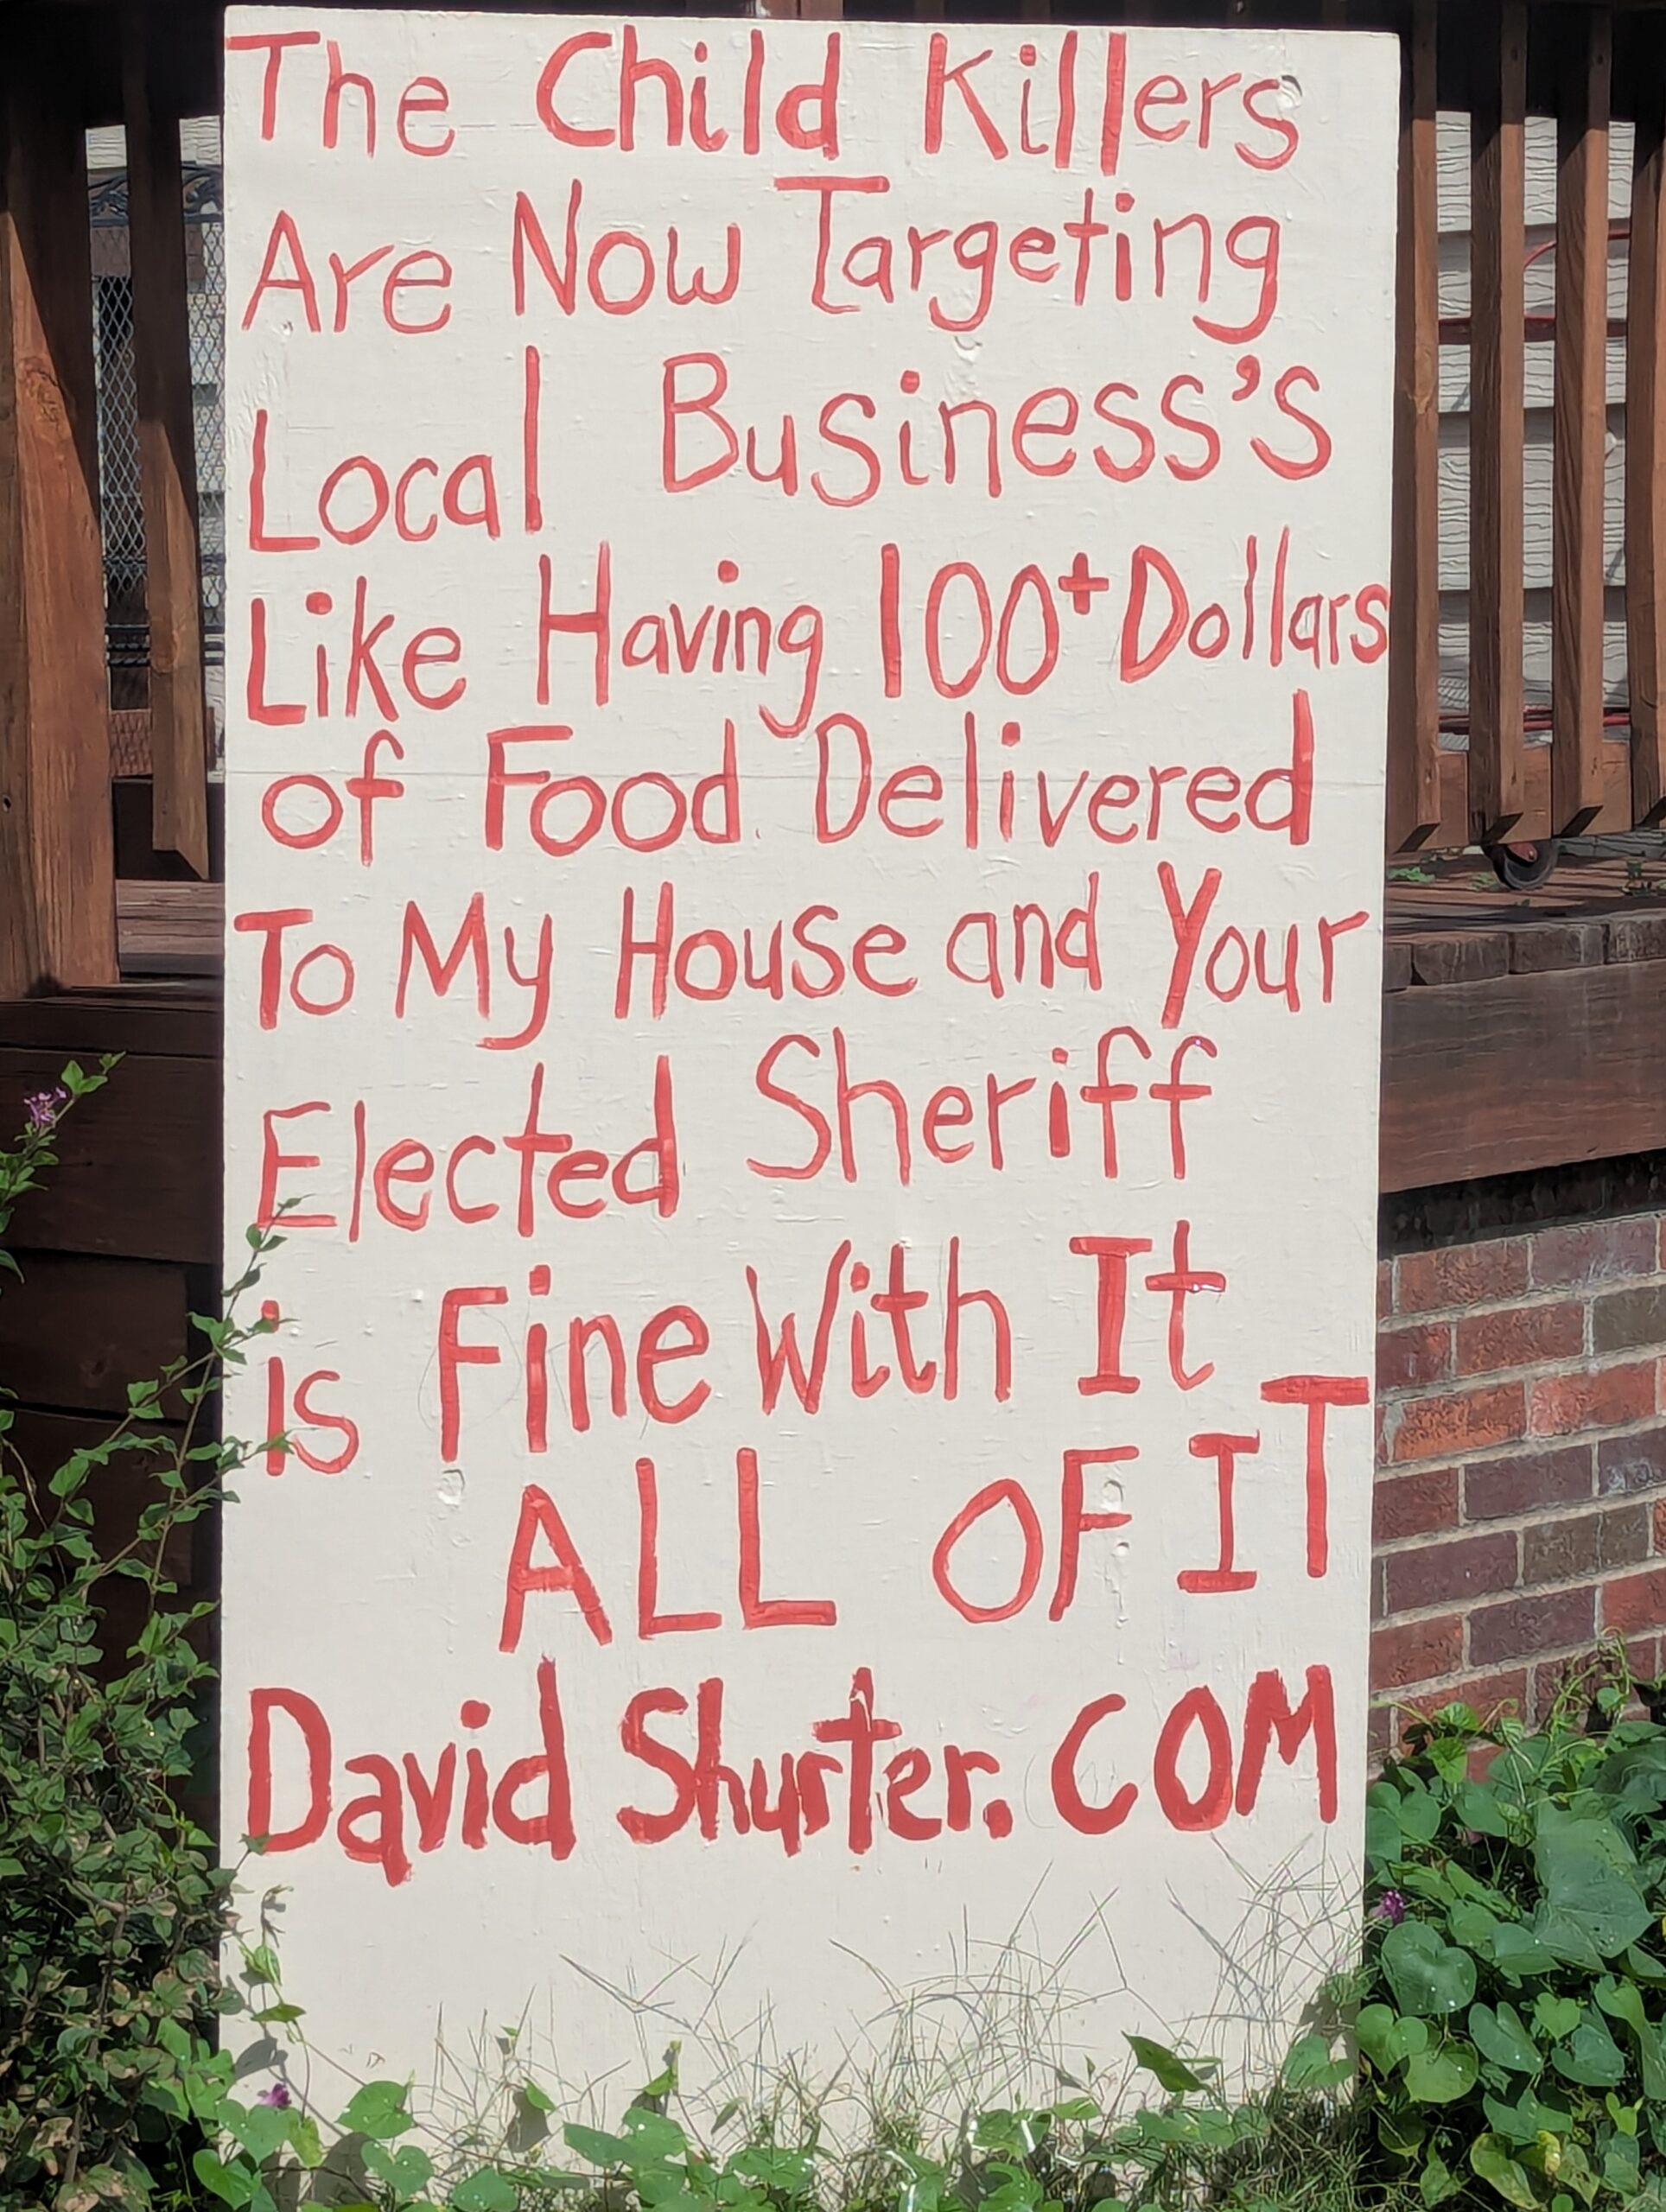 The Child Killers
Are Now Targeting
Local Business's
Like Having 100+ Dollars
of Food Delivered
To My House and Your
Elected Sheriff
is Fine With It
ALL OF IT
David Shurter.COM